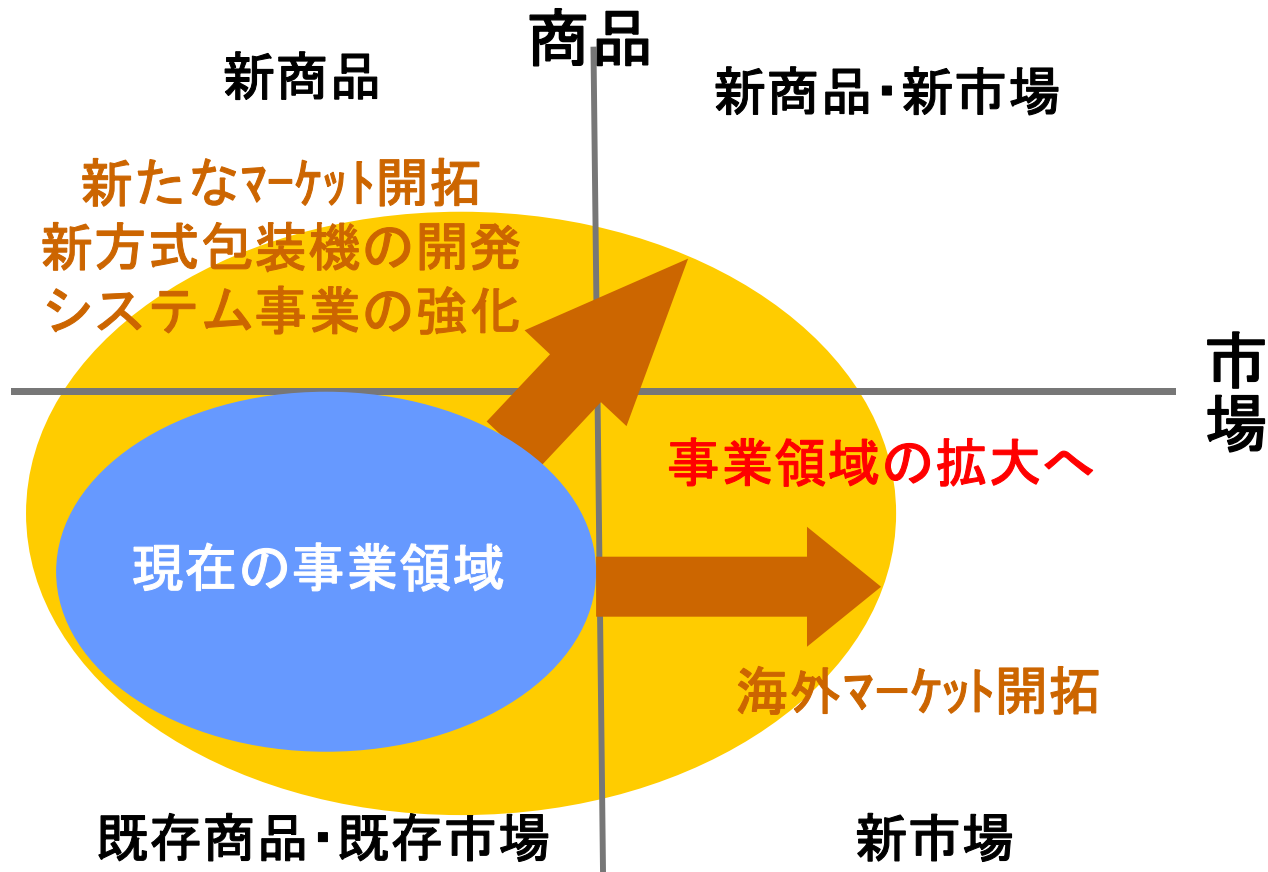 商品
新商品
新商品・新市場
新たなﾏｰｹｯﾄ開拓
新方式包装機の開発
システム事業の強化
市場
事業領域の拡大へ
現在の事業領域
海外ﾏｰｹｯﾄ開拓
既存商品・既存市場
新市場